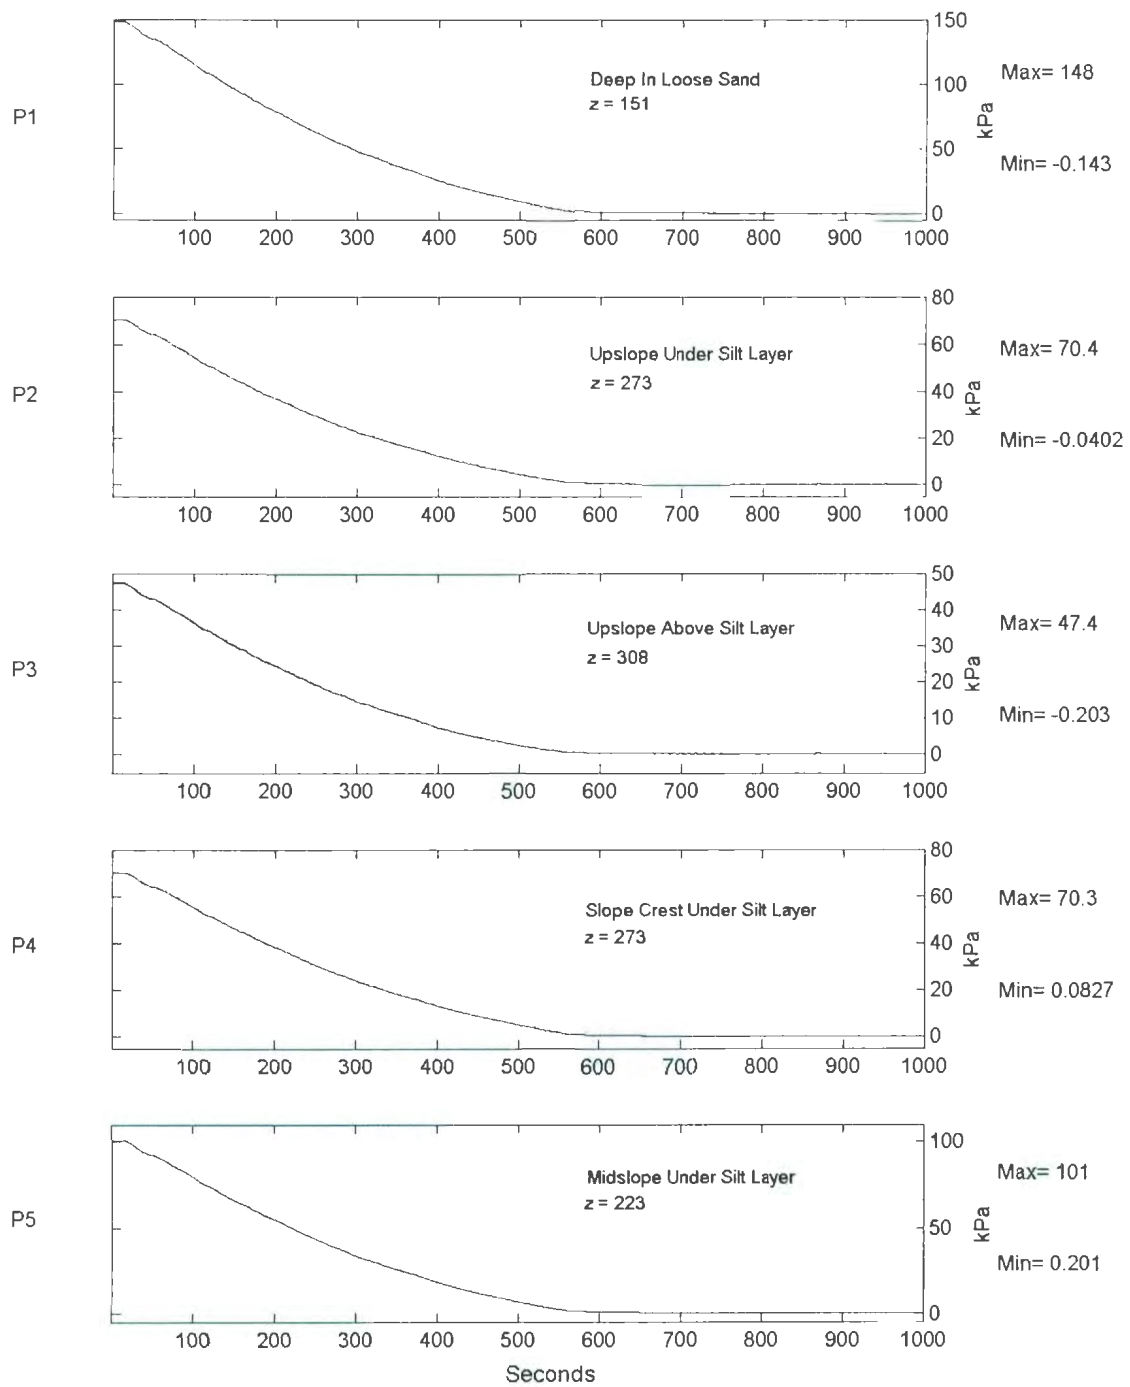 P1
Deep In Loose Sand
z = 151
150
100
50
0
kPa
Max= 148
Min= -0.143
100 200 300 400 500 600 700 800 900 1000
P2
Upslope Under Silt Layer
z = 273
80
60
40
20
0
kPa
Max= 70.4
Min= -0.0402
100 200 300 400 500 600 700 800 900 1000
P3
Upslope Above Silt Layer
z = 308
50
40
30
20
10
0
kPa
Max= 47.4
Min= -0.203
100 200 300 400 500 600 700 800 900 1000
P4
Slope Crest Under Silt Layer
z = 273
80
60
40
20
0
kPa
Max= 70.3
Min= 0.0827
100 200 300 400 500 600 700 800 900 1000
P5
Midslope Under Silt Layer
z = 223
100
50
0
kPa
Max= 101
Min= 0.201
100 200 300 400 500 600 700 800 900 1000
Seconds